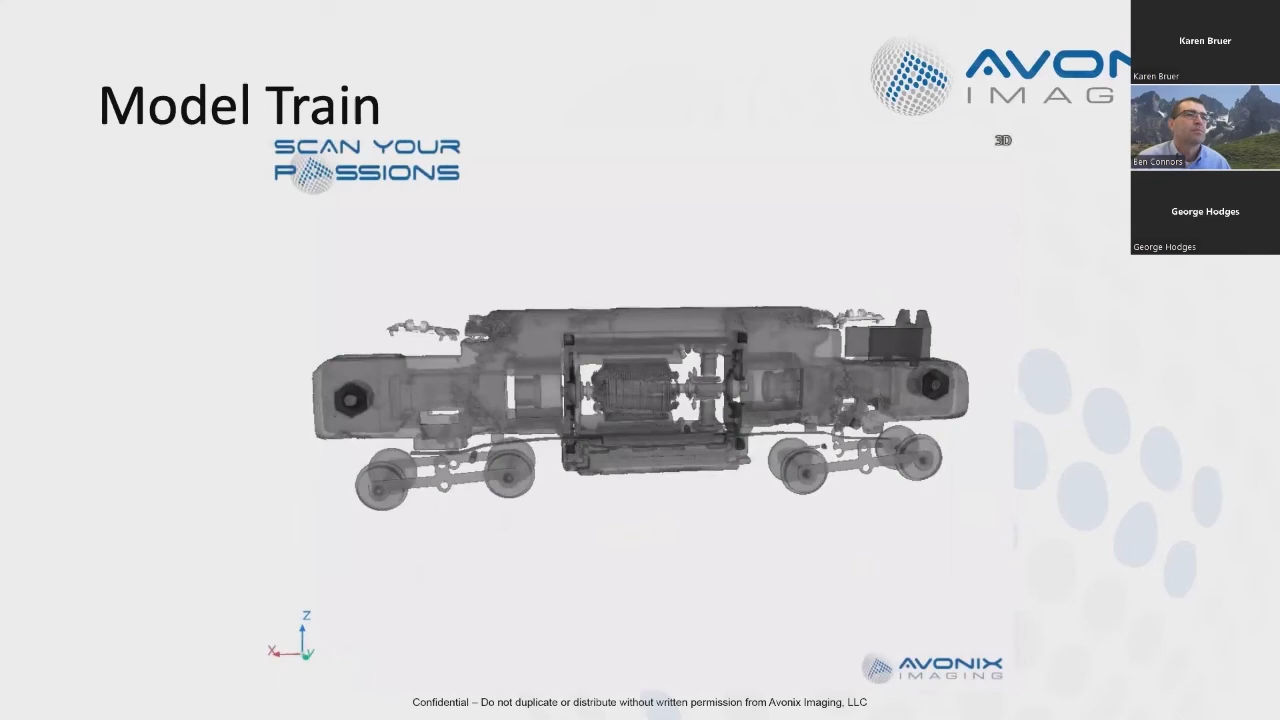 Model Train
SCAN YOUR
PASSIONS
AVON
IMAG
3D
Karen Bruer
Karen Bruer
Ben Connors
George Hodges
George Hodges
Z
X
Y
AVONIX
IMAGING
Confidential – Do not duplicate or distribute without written permission from Avonix Imaging, LLC